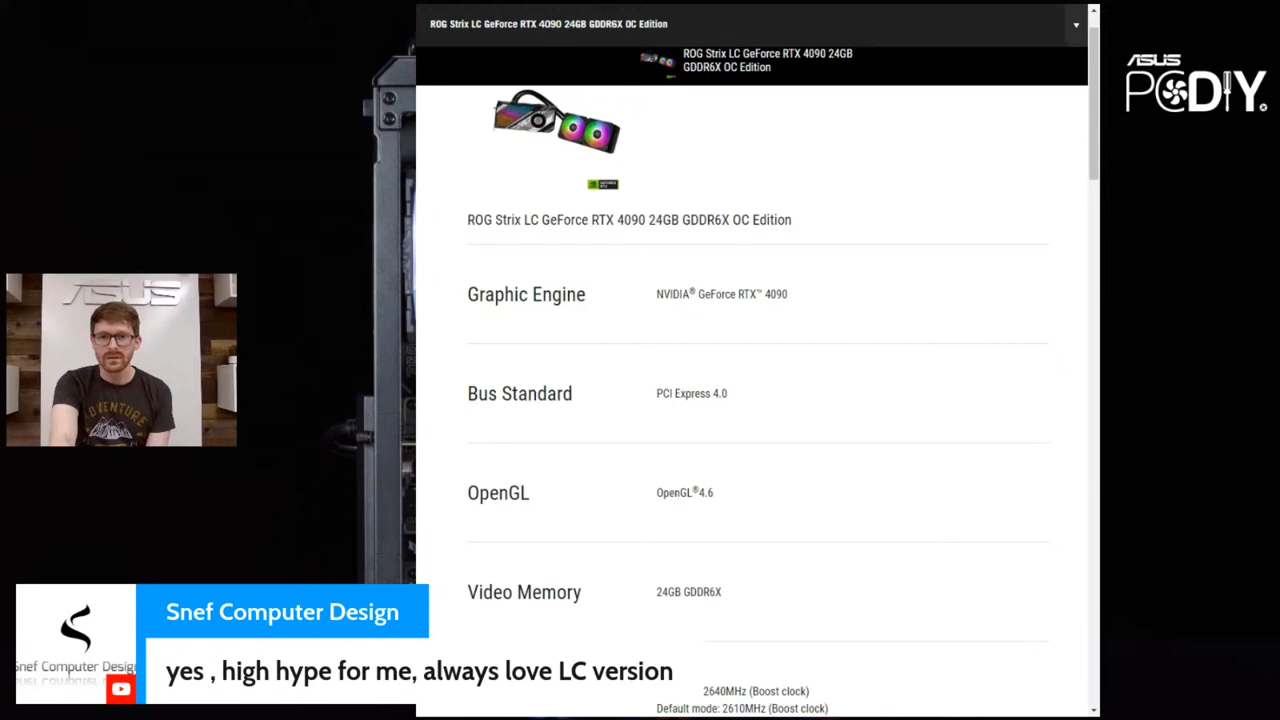 ROG Strix LC GeForce RTX 4090 24GB GDDR6X OC Edition
ROG Strix LC GeForce RTX 4090 24GB
GDDR6X OC Edition
ASUS
PCDIY.
ROG Strix LC GeForce RTX 4090 24GB GDDR6X OC Edition
Graphic Engine
NVIDIA® GeForce RTX™ 4090
Bus Standard
PCI Express 4.0
OpenGL
OpenGL®4.6
Video Memory
24GB GDDR6X
2640MHz (Boost clock)
Default mode: 2610MHz (Boost clock)
ASUS
ADVENTURE
Snef Computer Design
Snef Computer Design
yes , high hype for me, always love LC version